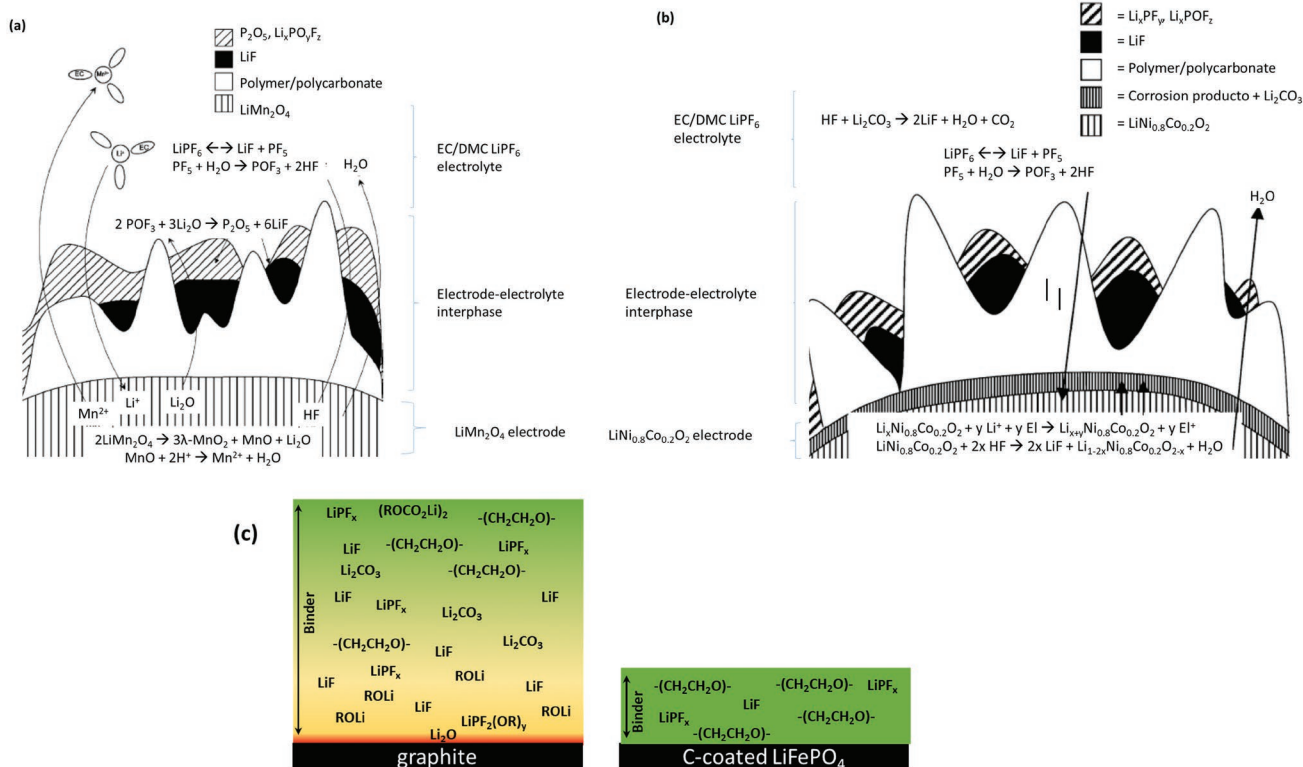 (a)
P₂O₅, LiₓPOᵧF_z
LiF
Polymer/polycarbonate
LiMn₂O₄
EC
Mn²⁺
Li⁺
EC
LiPF₆ ←→ LiF + PF₅
PF₅ + H₂O → POF₃ + 2HF
H₂O
2 POF₃ + 3Li₂O → P₂O₅ + 6LiF
EC/DMC LiPF₆
electrolyte
Electrode-electrolyte
interphase
LiMn₂O₄ electrode
Mn²⁺
Li⁺
Li₂O
HF
2LiMn₂O₄ → 3λ-MnO₂ + MnO + Li₂O
MnO + 2H⁺ → Mn²⁺ + H₂O
(b)
= LiₓPFᵧ, LiₓPOF_z
= LiF
= Polymer/polycarbonate
= Corrosion producto + Li₂CO₃
= LiNi₀.₈Co₀.₂O₂
EC/DMC LiPF₆
electrolyte
HF + Li₂CO₃ → 2LiF + H₂O + CO₂
LiPF₆ ←→ LiF + PF₅
PF₅ + H₂O → POF₃ + 2HF
H₂O
Electrode-electrolyte
interphase
LiNi₀.₈Co₀.₂O₂ electrode
LiₓNi₀.₈Co₀.₂O₂ + y Li⁺ + y El → Liₓ₊ᵧNi₀.₈Co₀.₂O₂ + y El⁺
LiNi₀.₈Co₀.₂O₂ + 2x HF → 2x LiF + Li₁₋₂ₓNi₀.₈Co₀.₂O₂₋ₓ + H₂O
(c)
Binder
LiPFₓ (ROCO₂Li)₂ -(CH₂CH₂O)-
LiF -(CH₂CH₂O)- LiPFₓ
Li₂CO₃ -(CH₂CH₂O)-
LiF LiPFₓ Li₂CO₃ LiF
-(CH₂CH₂O)- LiF Li₂CO₃
LiF LiPFₓ ROLi LiF
ROLi ROLi LiF LiPF₂(OR)ᵧ ROLi
Li₂O
graphite
Binder
-(CH₂CH₂O)- -(CH₂CH₂O)- LiPFₓ
LiPFₓ LiF -(CH₂CH₂O)-
-(CH₂CH₂O)-
C-coated LiFePO₄